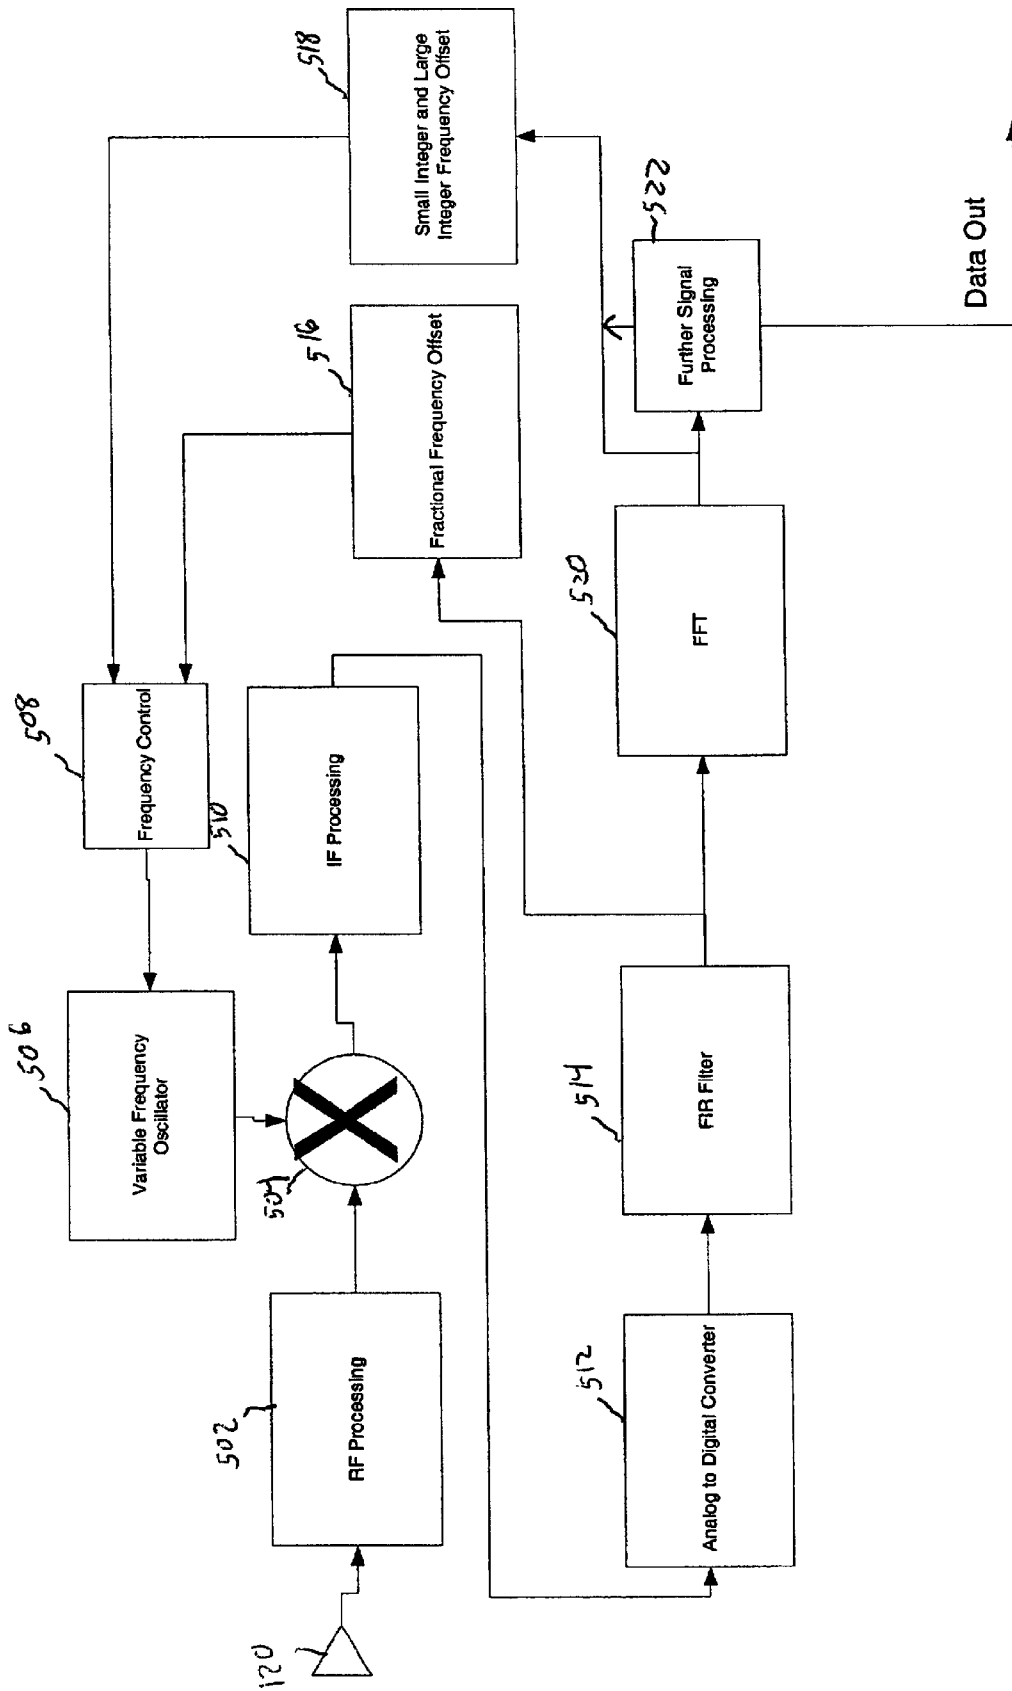 506
Variable Frequency
Oscillator
508
Frequency Control
518
Small Integer and Large
Integer Frequency Offset
516
Fractional Frequency Offset
120
502
RF Processing
504
510
IF Processing
512
Analog to Digital Converter
514
FIR Filter
520
FFT
522
Further Signal
Processing
Data Out